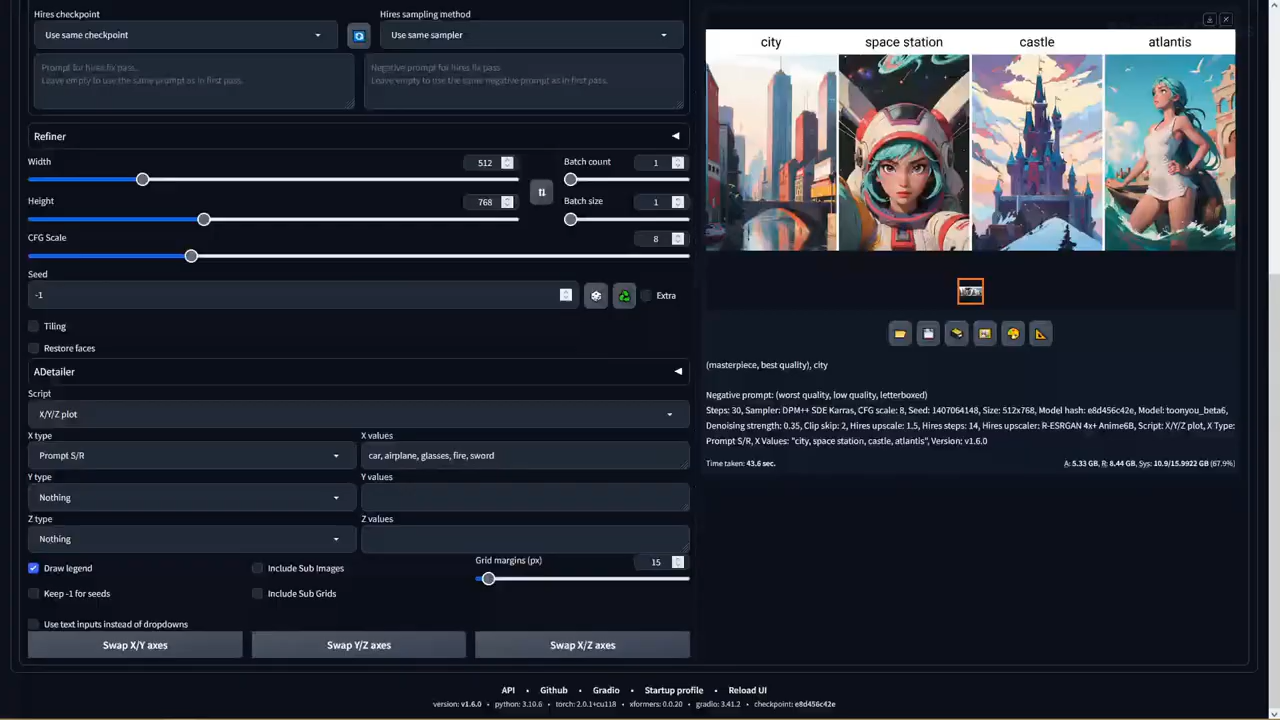 Hires checkpoint
Hires sampling method
Use same checkpoint
Use same sampler
Prompt for hires fix pass.
Leave empty to use the same prompt as in first pass.
Negative prompt for hires fix pass.
Leave empty to use the same negative prompt as in first pass.
Refiner
Width
512
Batch count
1
Height
768
Batch size
1
CFG Scale
8
Seed
-1
Extra
Tiling
Restore faces
ADetailer
Script
X/Y/Z plot
X type
X values
Prompt S/R
car, airplane, glasses, fire, sword
Y type
Y values
Nothing
Z type
Z values
Nothing
Grid margins (px)
15
Draw legend
Include Sub Images
Keep -1 for seeds
Include Sub Grids
Use text inputs instead of dropdowns
Swap X/Y axes
Swap Y/Z axes
Swap X/Z axes
city
space station
castle
atlantis
(masterpiece, best quality), city
Negative prompt: (worst quality, low quality, letterboxed)
Steps: 30, Sampler: DPM++ SDE Karras, CFG scale: 8, Seed: 1407064148, Size: 512x768, Model hash: e8d456c42e, Model: toonyou_beta6,
Denoising strength: 0.35, Clip skip: 2, Hires upscale: 1.5, Hires steps: 14, Hires upscaler: R-ESRGAN 4x+ Anime6B, Script: X/Y/Z plot, X Type:
Prompt S/R, X Values: "city, space station, castle, atlantis", Version: v1.6.0
Time taken: 43.6 sec.
A: 5.33 GB, R: 8.44 GB, Sys: 10.9/15.9922 GB (67.9%)
API • Github • Gradio • Startup profile • Reload UI
version: v1.6.0 • python: 3.10.6 • torch: 2.0.1+cu118 • xformers: 0.0.20 • gradio: 3.41.2 • checkpoint: e8d456c42e